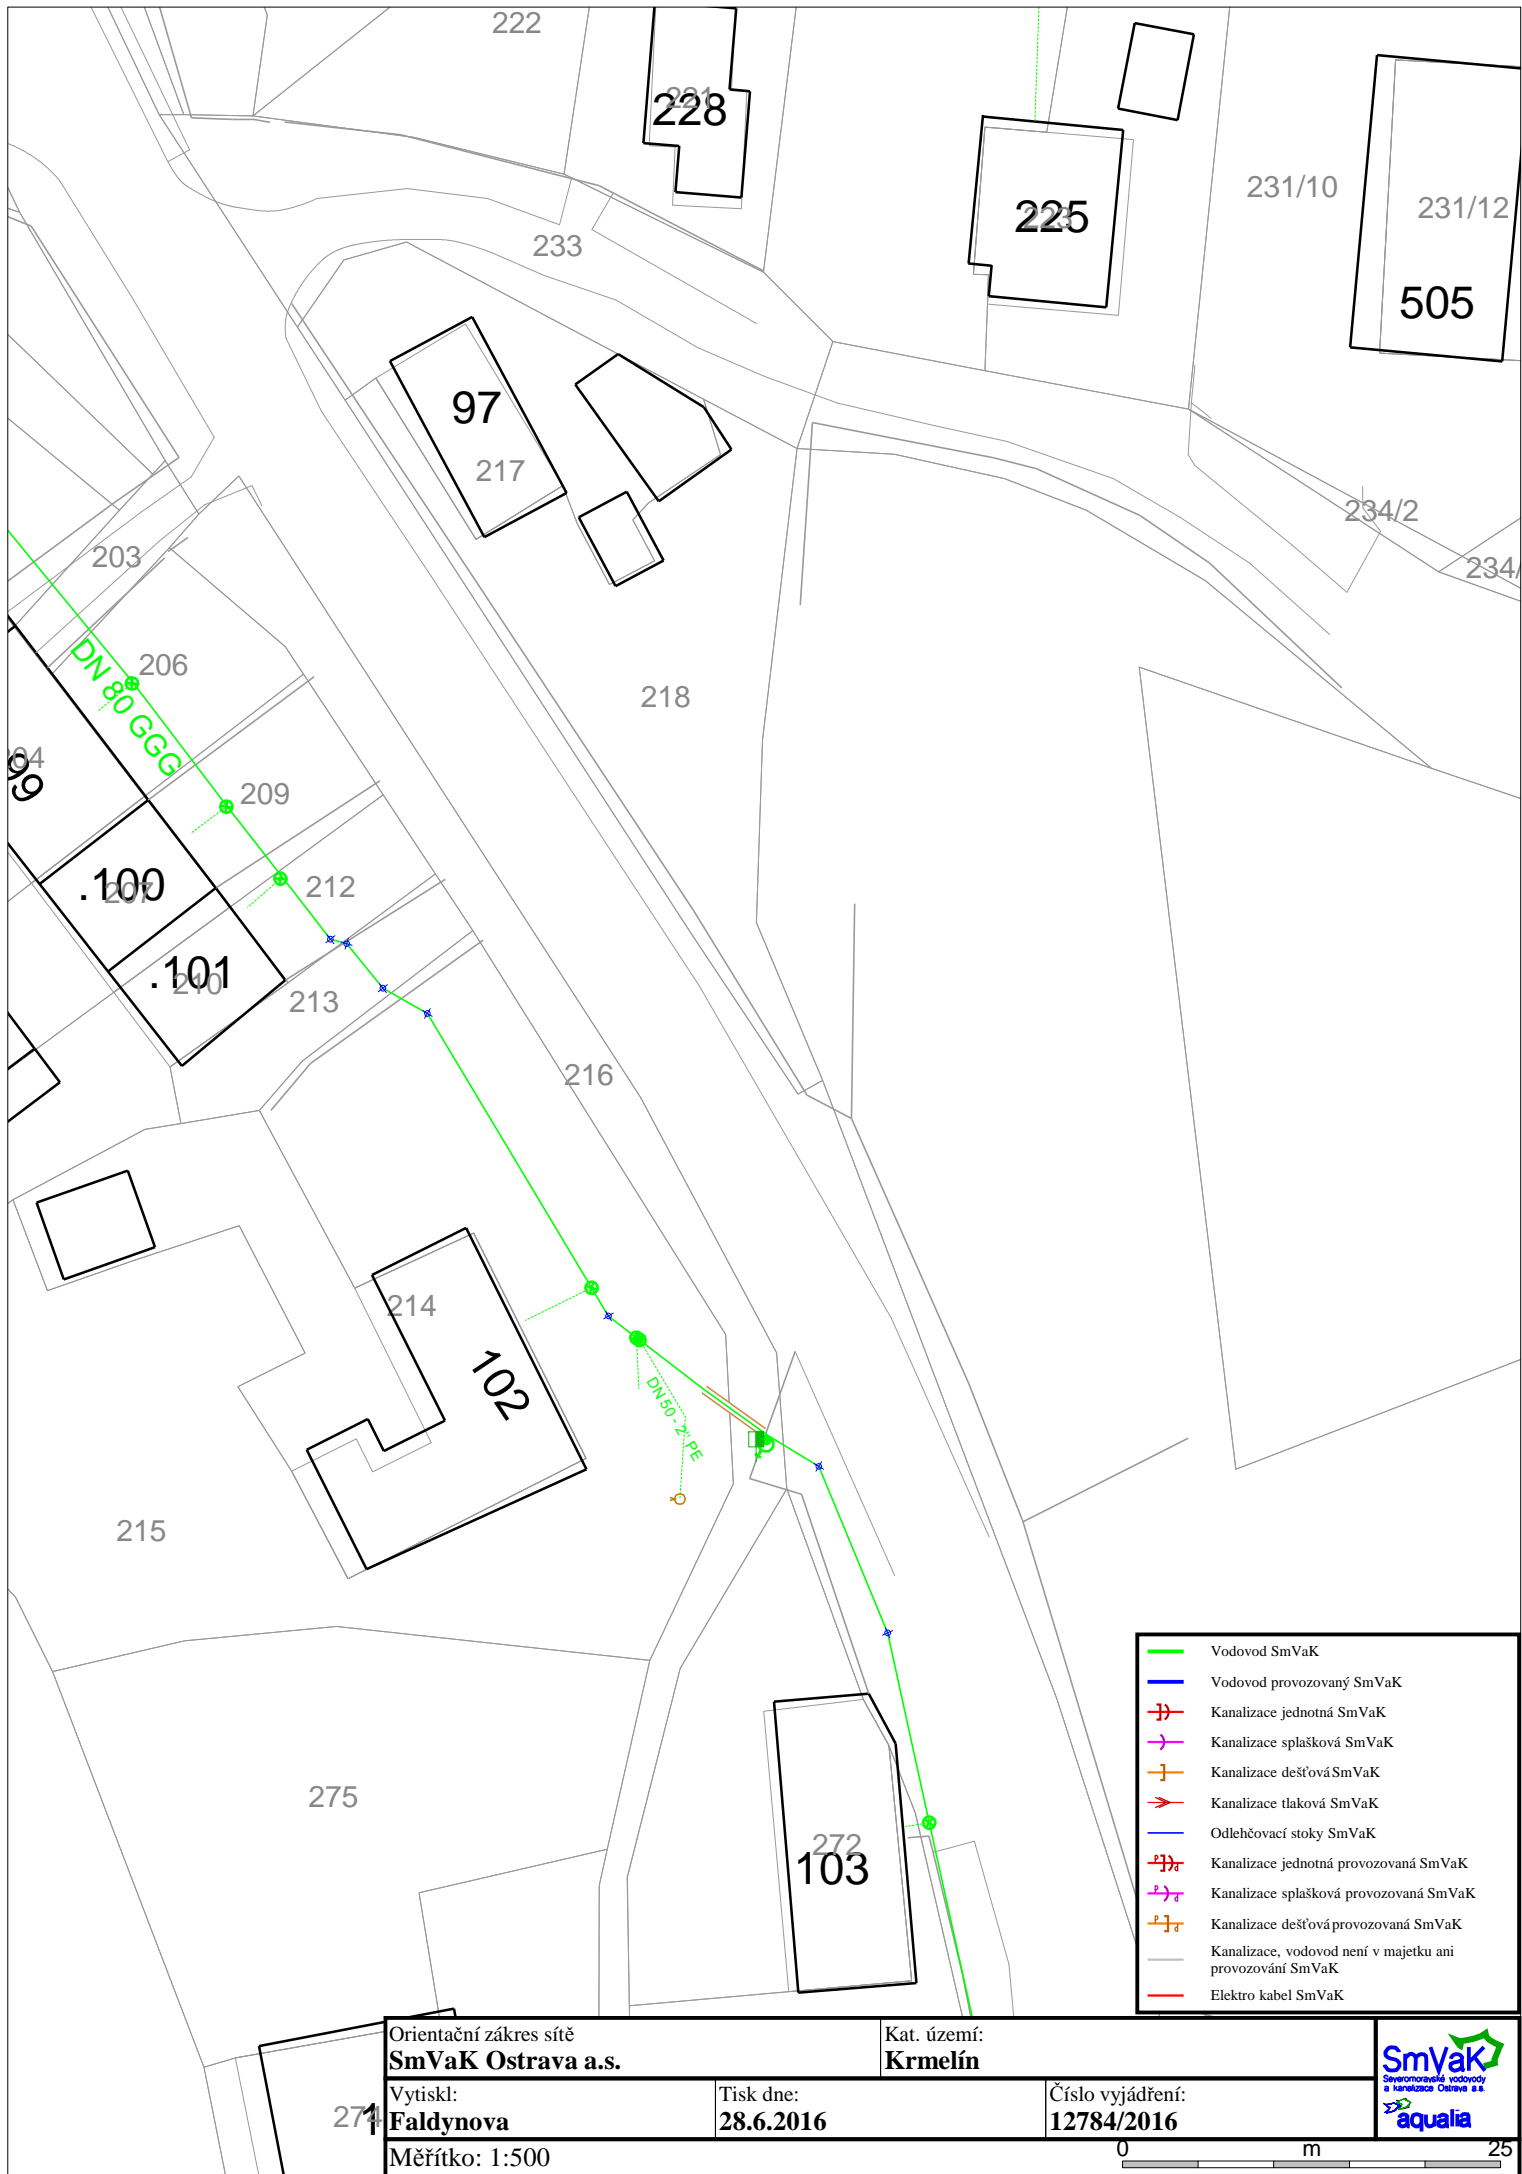 222
221
228
231/10
231/12
225
223
233
505
97
217
234/2
234/
203
206
DN 80 GGG
218
204
99
209
.100
207
212
.101
210
213
216
214
102
DN 50 - 2" PE
215
275
272
103
Vodovod SmVaK
Vodovod provozovaný SmVaK
Kanalizace jednotná SmVaK
Kanalizace splašková SmVaK
Kanalizace dešťová SmVaK
Kanalizace tlaková SmVaK
Odlehčovací stoky SmVaK
Kanalizace jednotná provozovaná SmVaK
Kanalizace splašková provozovaná SmVaK
Kanalizace dešťová provozovaná SmVaK
Kanalizace, vodovod není v majetku ani
provozování SmVaK
Elektro kabel SmVaK
Orientační zákres sítě
SmVaK Ostrava a.s.
Kat. území:
Krmelín
SmVaK
Severomoravské vodovody
a kanalizace Ostrava a.s.
aqualia
274
1
Vytiskl:
Faldynova
Tisk dne:
28.6.2016
Číslo vyjádření:
12784/2016
Měřítko: 1:500
0 m 25